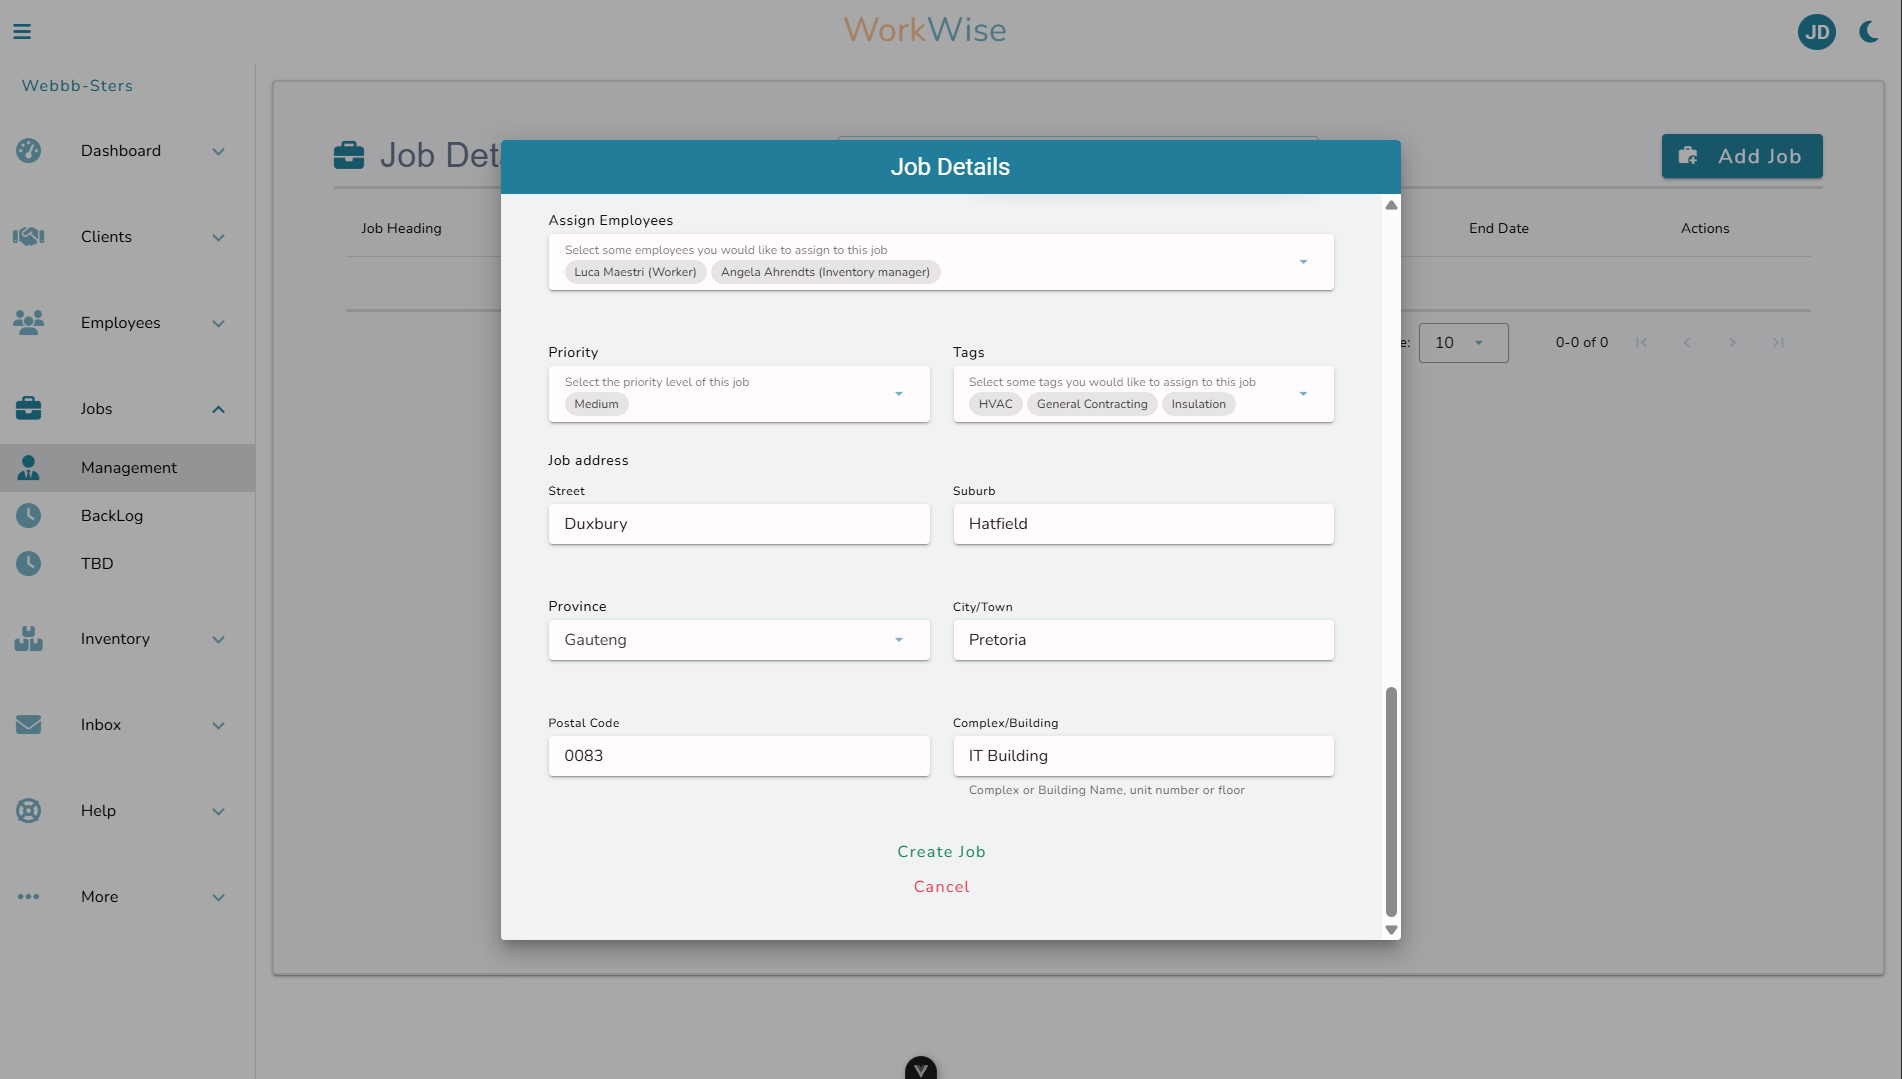 WorkWise
JD
Webbb-Sters
Dashboard
Clients
Employees
Jobs
Management
BackLog
TBD
Inventory
Inbox
Help
More
Job Det
Add Job
Job Heading
End Date
Actions
e:
10
0-0 of 0
Job Details
Assign Employees
Select some employees you would like to assign to this job
Luca Maestri (Worker) Angela Ahrendts (Inventory manager)
Priority
Select the priority level of this job
Medium
Tags
Select some tags you would like to assign to this job
HVAC General Contracting Insulation
Job address
Street
Duxbury
Suburb
Hatfield
Province
Gauteng
City/Town
Pretoria
Postal Code
0083
Complex/Building
IT Building
Complex or Building Name, unit number or floor
Create Job
Cancel